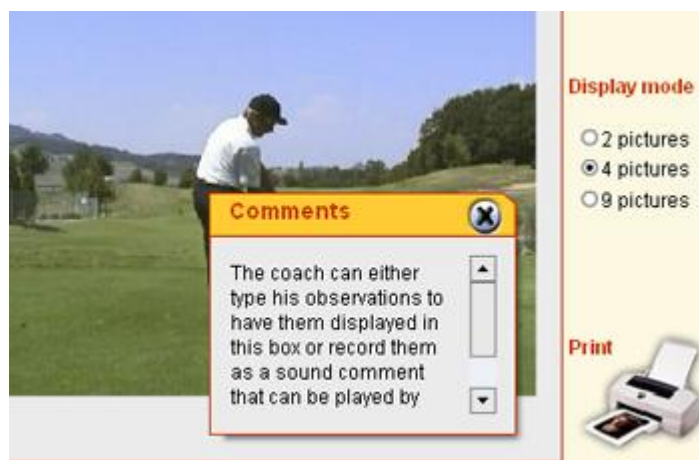 Display mode
2 pictures
4 pictures
9 pictures
Comments
The coach can either
type his observations to
have them displayed in
this box or record them
as a sound comment
that can be played by
Print